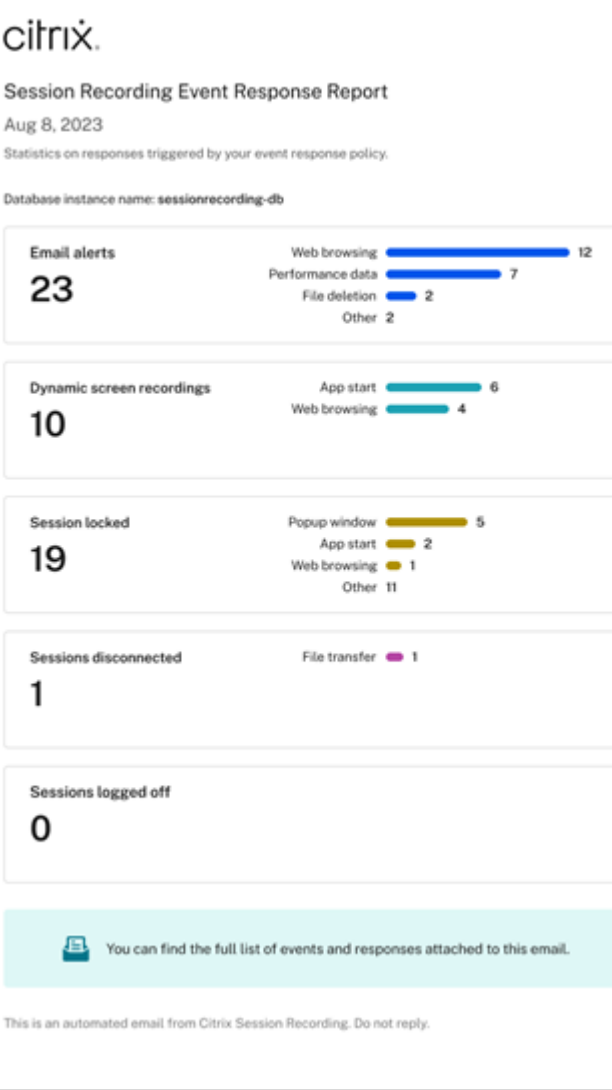 citrix.
Session Recording Event Response Report
Aug 8, 2023
Statistics on responses triggered by your event response policy.
Database instance name: sessionrecording-db
Email alerts
23
Web browsing 12
Performance data 7
File deletion 2
Other 2
Dynamic screen recordings
10
App start 6
Web browsing 4
Session locked
19
Popup window 5
App start 2
Web browsing 1
Other 11
Sessions disconnected
1
File transfer 1
Sessions logged off
0
You can find the full list of events and responses attached to this email.
This is an automated email from Citrix Session Recording. Do not reply.